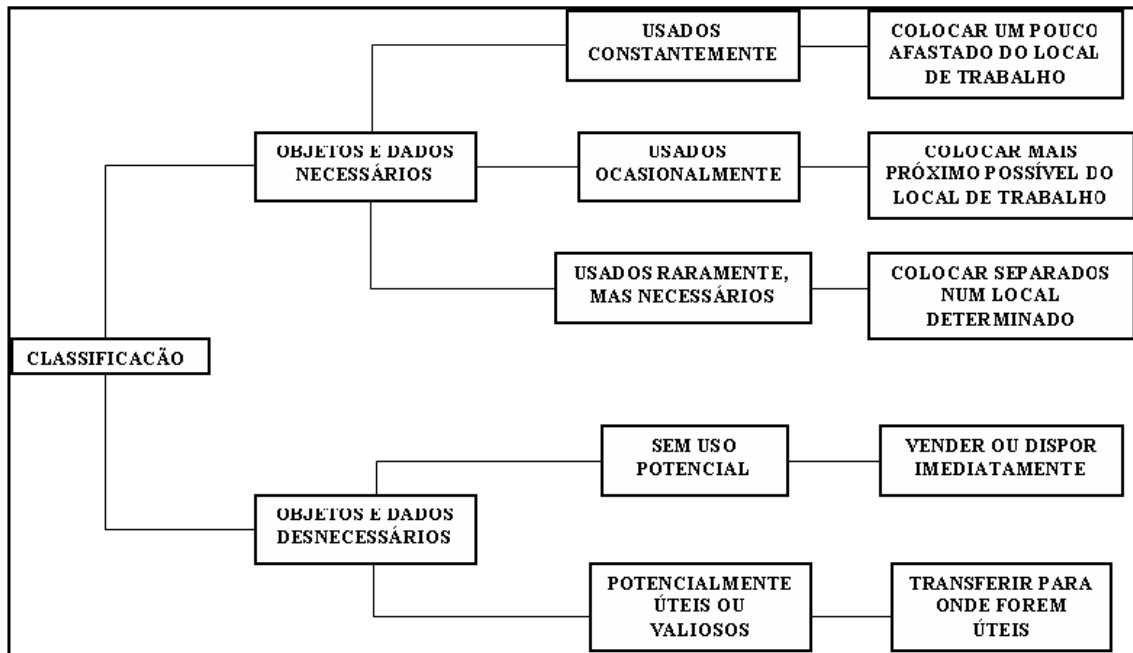 USADOS
CONSTANTEMENTE
COLOCAR UM POUCO
AFASTADO DO LOCAL
DE TRABALHO
OBJETOS E DADOS
NECESSÁRIOS
USADOS
OCASIONALMENTE
COLOCAR MAIS
PRÓXIMO POSSÍVEL DO
LOCAL DE TRABALHO
USADOS RARAMENTE,
MAS NECESSÁRIOS
COLOCAR SEPARADOS
NUM LOCAL
DETERMINADO
CLASSIFICACÃO
SEM USO
POTENCIAL
VENDER OU DISPOR
IMEDIATAMENTE
OBJETOS E DADOS
DESNECESSÁRIOS
POTENCIALMENTE
ÚTEIS OU
VALIOSOS
TRANSFERIR PARA
ONDE FOREM
ÚTEIS